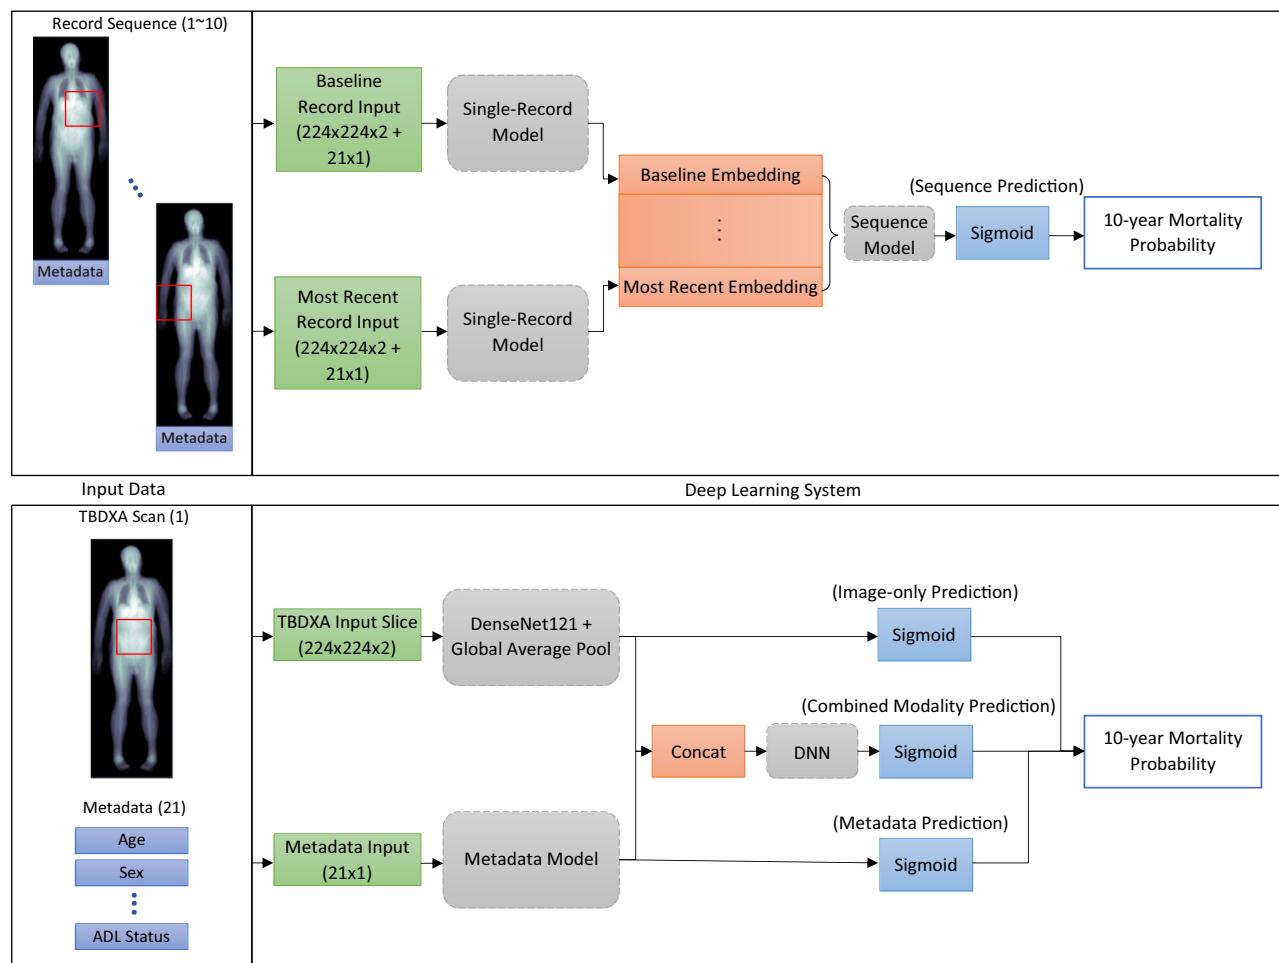 Record Sequence (1~10)
Metadata
Metadata
Baseline
Record Input
(224x224x2 +
21x1)
Single-Record
Model
Most Recent
Record Input
(224x224x2 +
21x1)
Single-Record
Model
Baseline Embedding
⋮
Most Recent Embedding
Sequence
Model
(Sequence Prediction)
Sigmoid
10-year Mortality
Probability
Input Data
Deep Learning System
TBDXA Scan (1)
Metadata (21)
Age
Sex
ADL Status
TBDXA Input Slice
(224x224x2)
DenseNet121 +
Global Average Pool
Metadata Input
(21x1)
Metadata Model
Concat
DNN
(Image-only Prediction)
Sigmoid
(Combined Modality Prediction)
Sigmoid
(Metadata Prediction)
Sigmoid
10-year Mortality
Probability